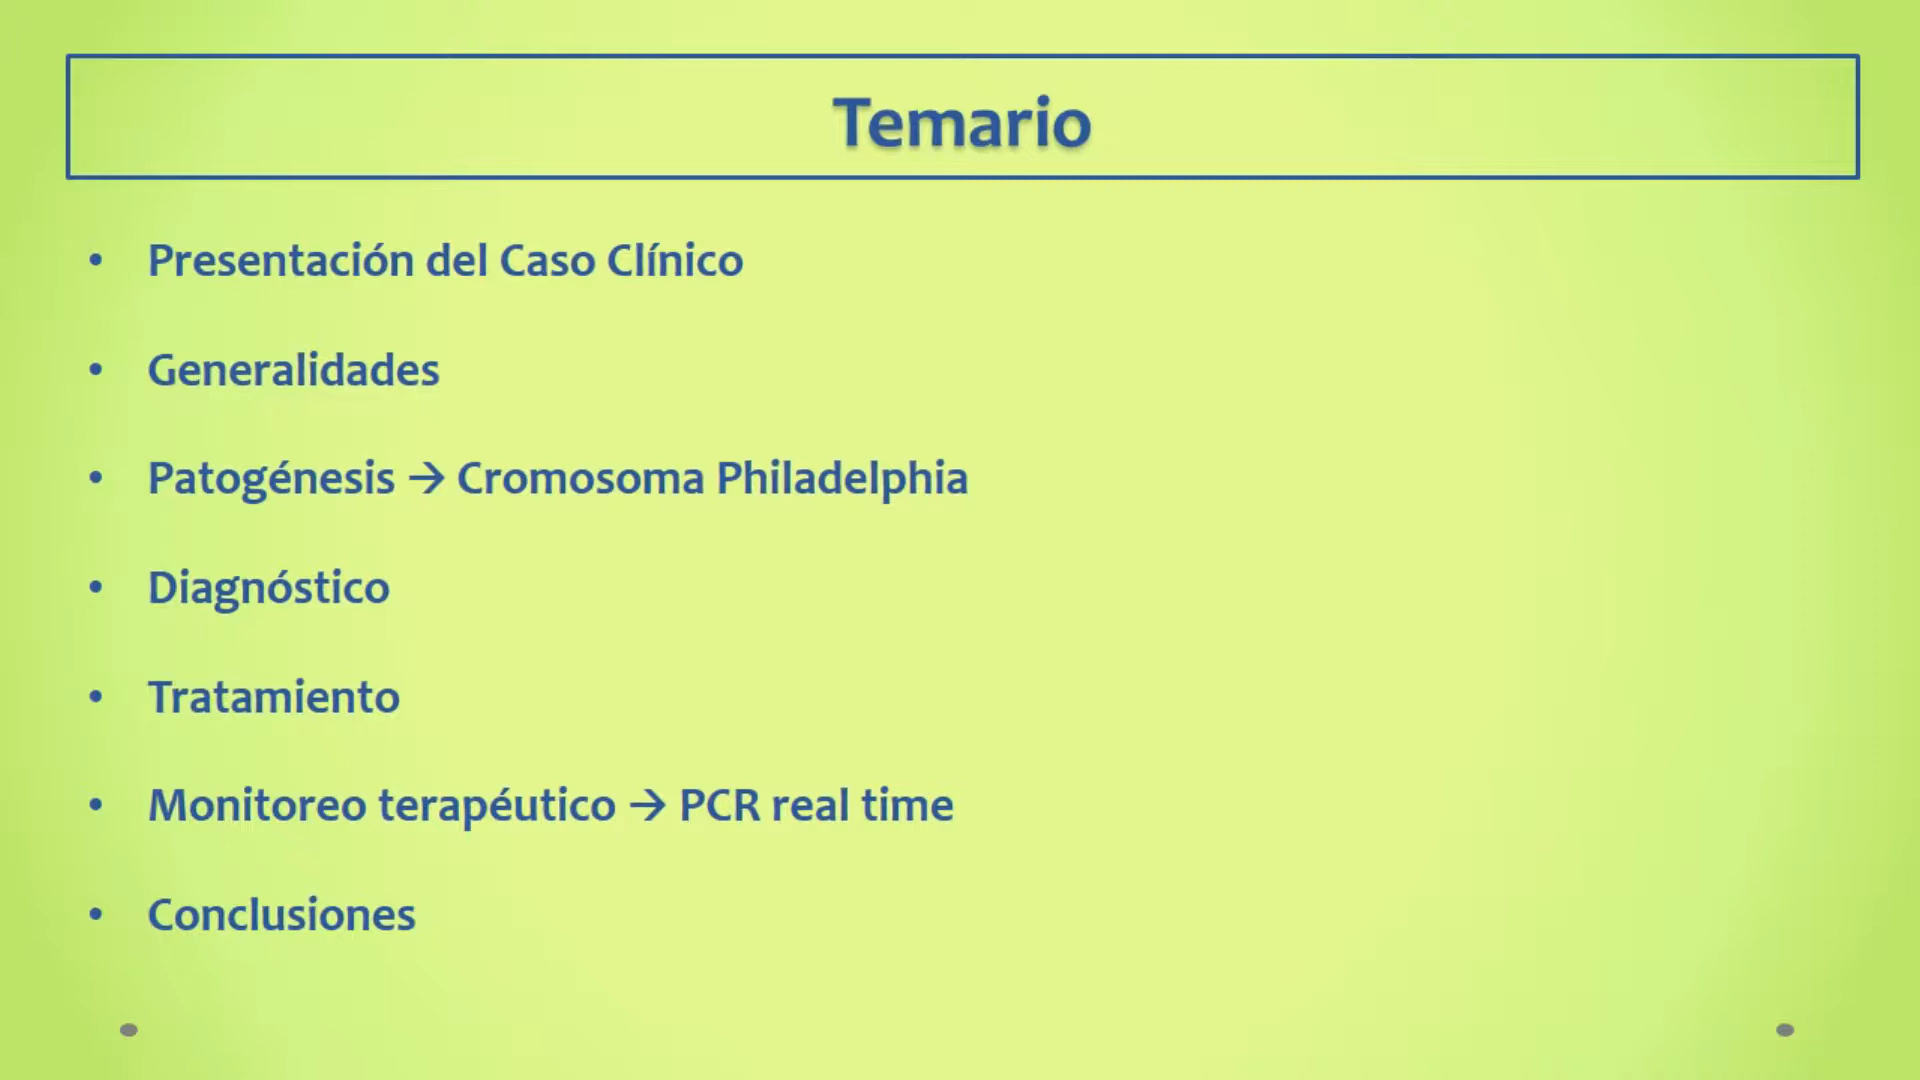 Temario
• Presentación del Caso Clínico
• Generalidades
• Patogénesis → Cromosoma Philadelphia
• Diagnóstico
• Tratamiento
• Monitoreo terapéutico → PCR real time
• Conclusiones